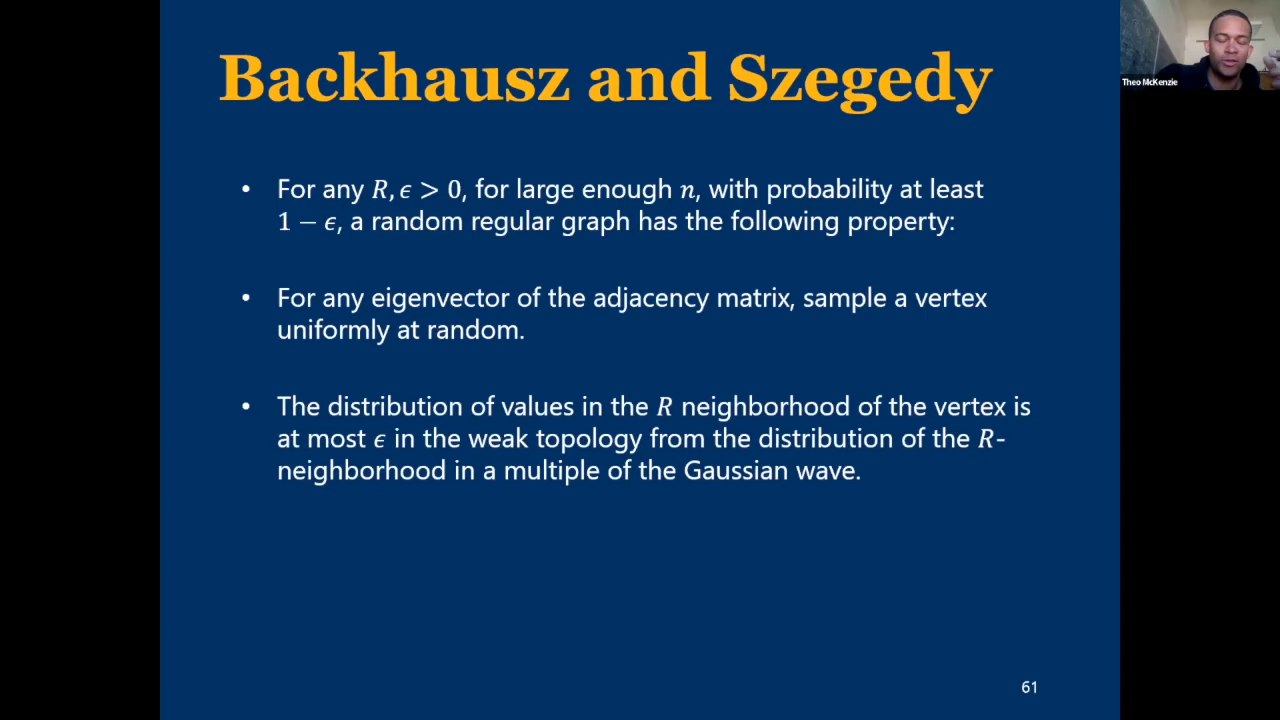 Backhausz and Szegedy
• For any R, ϵ > 0, for large enough n, with probability at least
1 − ϵ, a random regular graph has the following property:
• For any eigenvector of the adjacency matrix, sample a vertex
uniformly at random.
• The distribution of values in the R neighborhood of the vertex is
at most ϵ in the weak topology from the distribution of the R-
neighborhood in a multiple of the Gaussian wave.
61
Theo McKenzie